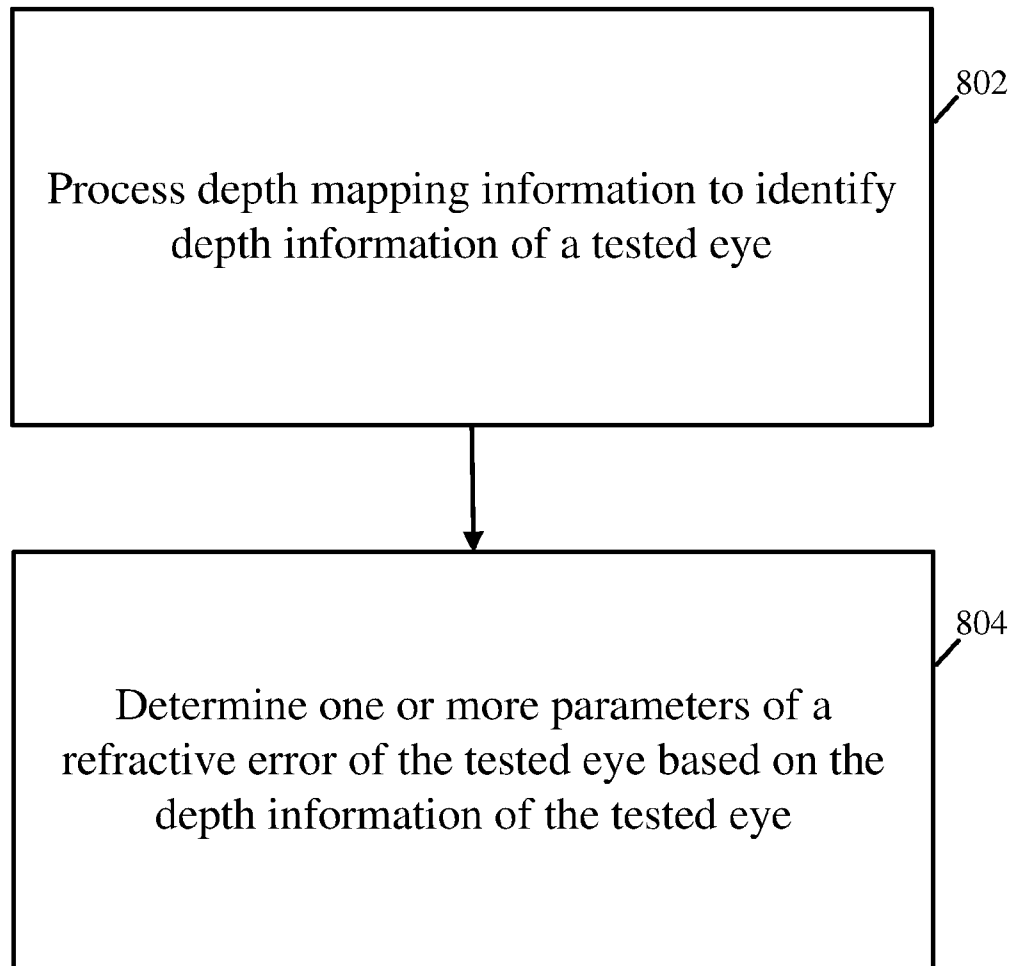 802
Process depth mapping information to identify
depth information of a tested eye
804
Determine one or more parameters of a
refractive error of the tested eye based on the
depth information of the tested eye